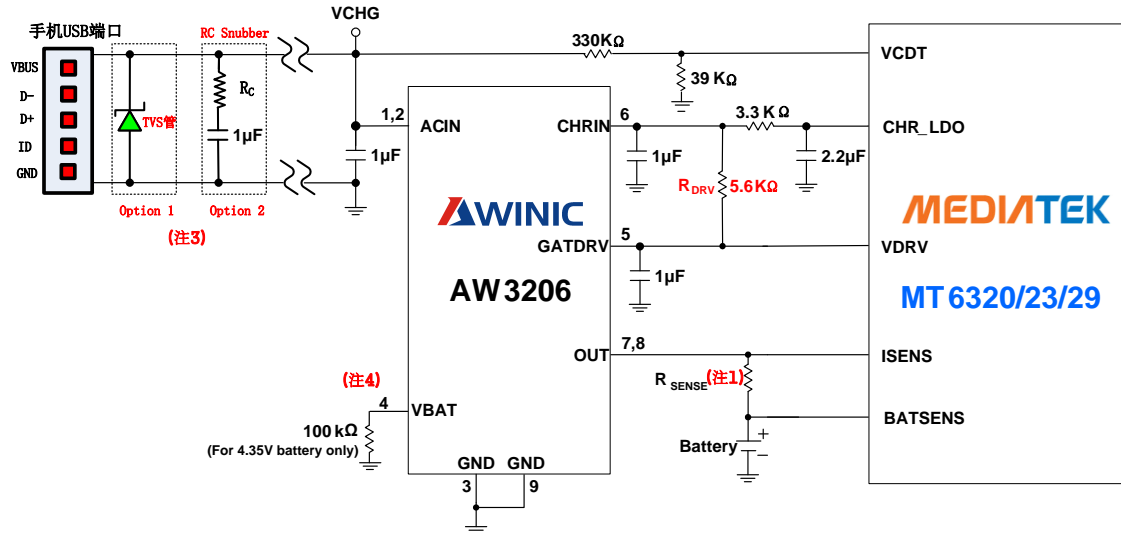 VCHG
手机USB端口
RC Snubber
VBUS
D-
D+
ID
GND
TVS管
RC
1μF
Option 1
Option 2
(注3)
330KΩ
39 KΩ
VCDT
1,2
ACIN
1μF
CHRIN
6
3.3 KΩ
CHR_LDO
1μF
2.2μF
RDRV
5.6KΩ
AWINIC
AW3206
GATDRV
5
VDRV
1μF
MEDIATEK
MT 6320/23/29
OUT
7,8
ISENS
R SENSE(注1)
BATSENS
(注4)
4
VBAT
100 kΩ
(For 4.35V battery only)
Battery
+
−
GND
GND
3
9